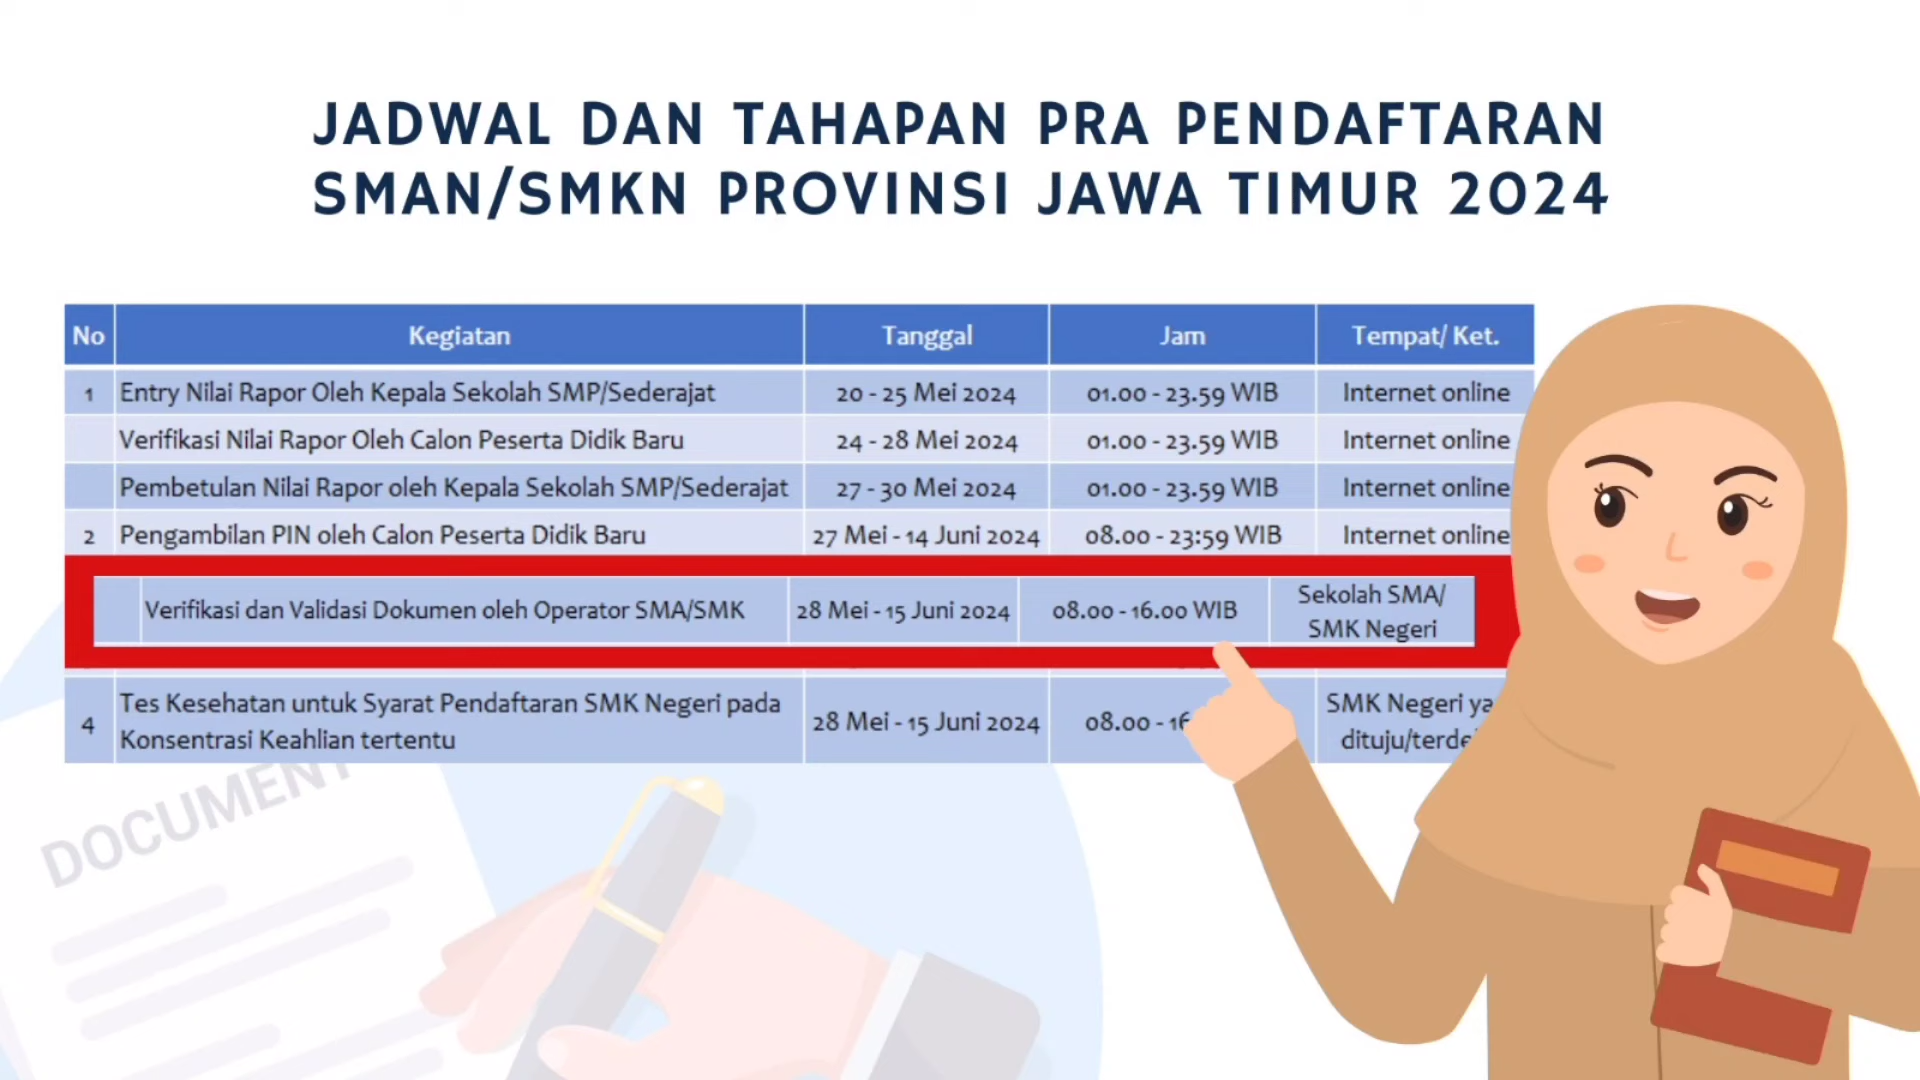 JADWAL DAN TAHAPAN PRA PENDAFTARAN
SMAN/SMKN PROVINSI JAWA TIMUR 2024
No Kegiatan Tanggal Jam Tempat/ Ket.
1 Entry Nilai Rapor Oleh Kepala Sekolah SMP/Sederajat 20 - 25 Mei 2024 01.00 - 23.59 WIB Internet online
Verifikasi Nilai Rapor Oleh Calon Peserta Didik Baru 24 - 28 Mei 2024 01.00 - 23.59 WIB Internet online
Pembetulan Nilai Rapor oleh Kepala Sekolah SMP/Sederajat 27 - 30 Mei 2024 01.00 - 23.59 WIB Internet online
2 Pengambilan PIN oleh Calon Peserta Didik Baru 27 Mei - 14 Juni 2024 08.00 - 23:59 WIB Internet online
Verifikasi dan Validasi Dokumen oleh Operator SMA/SMK 28 Mei - 15 Juni 2024 08.00 - 16.00 WIB Sekolah SMA/
SMK Negeri
4 Tes Kesehatan untuk Syarat Pendaftaran SMK Negeri pada
Konsentrasi Keahlian tertentu 28 Mei - 15 Juni 2024 08.00 - SMK Negeri
DOCUMENT